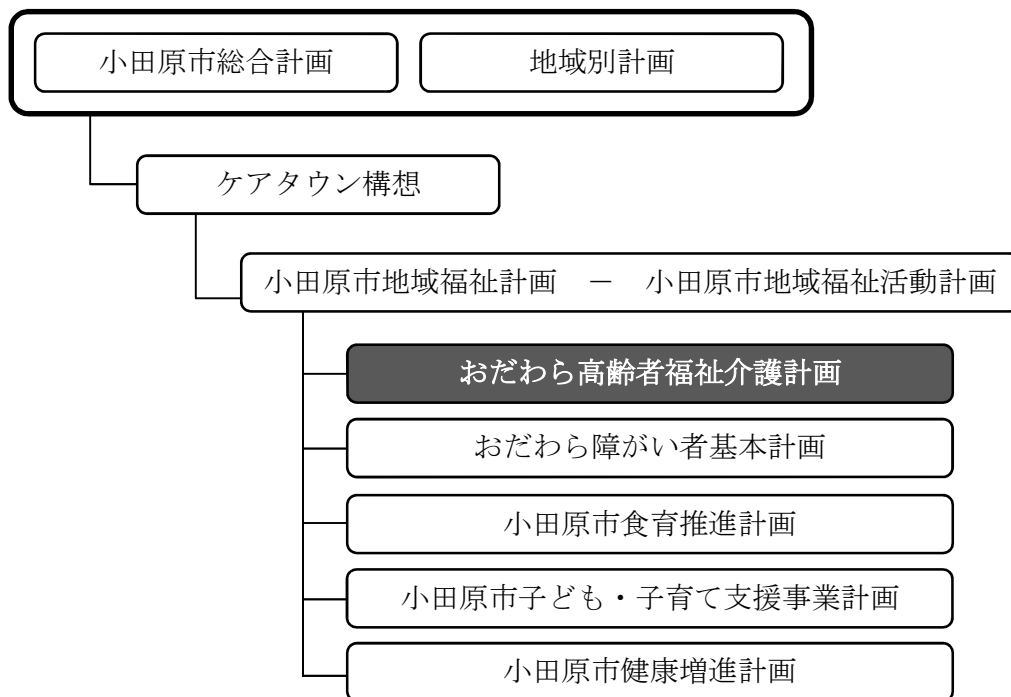 小田原市総合計画
地域別計画
ケアタウン構想
小田原市地域福祉計画 － 小田原市地域福祉活動計画
おだわら高齢者福祉介護計画
おだわら障がい者基本計画
小田原市食育推進計画
小田原市子ども・子育て支援事業計画
小田原市健康増進計画